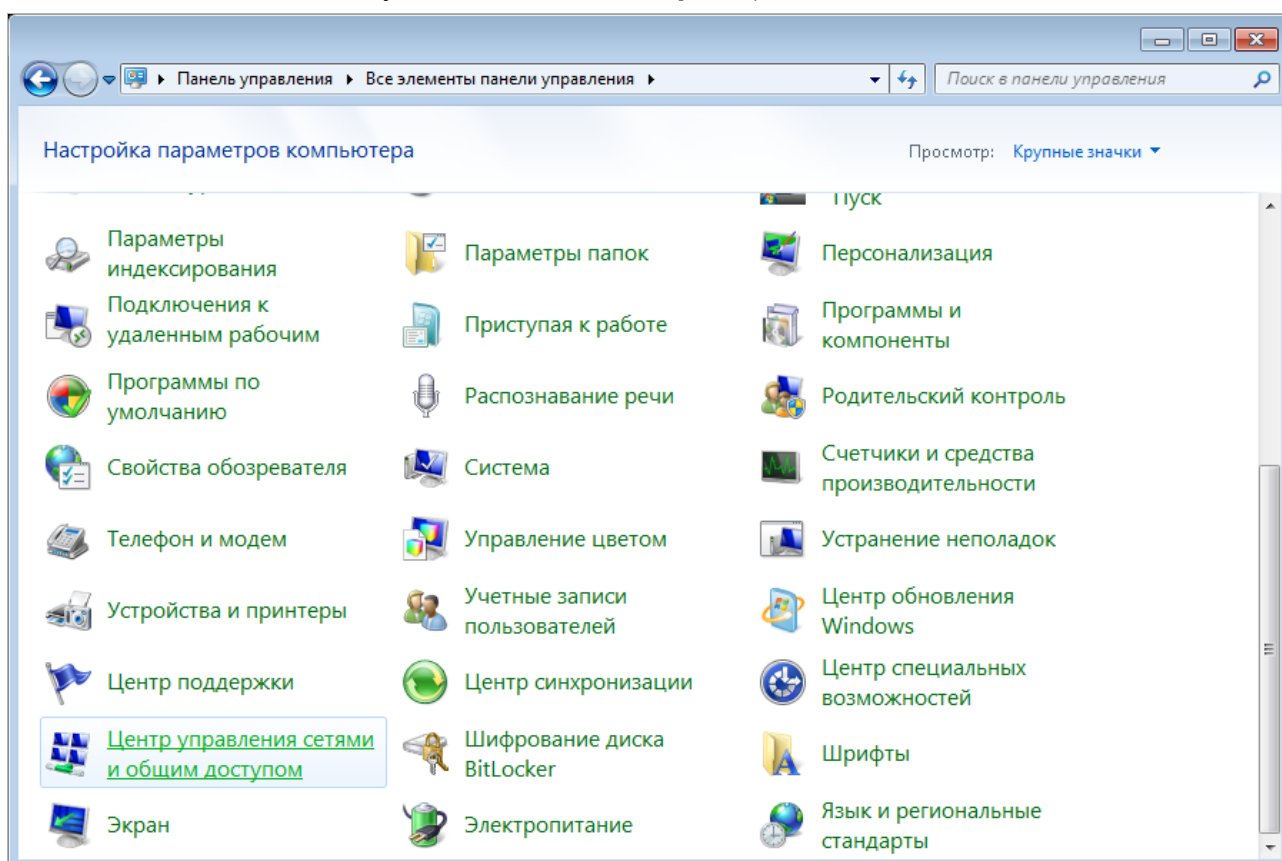 Панель управления Все элементы панели управления Поиск в панели управления
Настройка параметров компьютера Просмотр: Крупные значки
Пуск
Параметры
индексирования
Параметры папок
Персонализация
Подключения к
удаленным рабочим
Приступая к работе
Программы и
компоненты
Программы по
умолчанию
Распознавание речи
Родительский контроль
Свойства обозревателя
Система
Счетчики и средства
производительности
Телефон и модем
Управление цветом
Устранение неполадок
Устройства и принтеры
Учетные записи
пользователей
Центр обновления
Windows
Центр поддержки
Центр синхронизации
Центр специальных
возможностей
Центр управления сетями
и общим доступом
Шифрование диска
BitLocker
Шрифты
Экран
Электропитание
Язык и региональные
стандарты